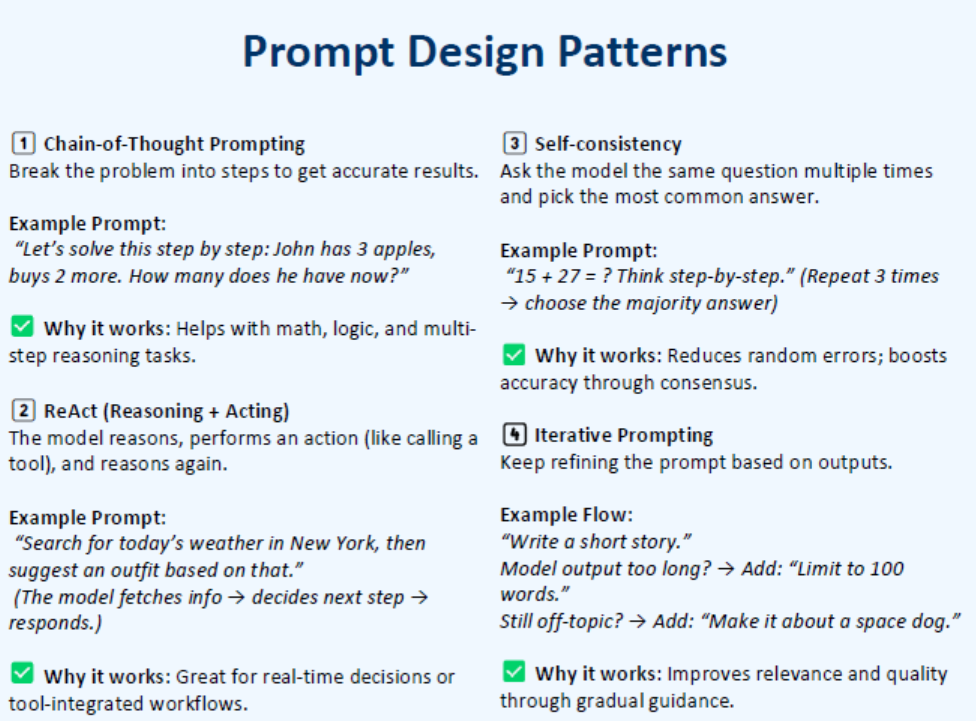 Prompt Design Patterns
1 Chain-of-Thought Prompting
Break the problem into steps to get accurate results.
Example Prompt:
“Let’s solve this step by step: John has 3 apples,
buys 2 more. How many does he have now?”
✅ Why it works: Helps with math, logic, and multi-
step reasoning tasks.
2 ReAct (Reasoning + Acting)
The model reasons, performs an action (like calling a
tool), and reasons again.
Example Prompt:
“Search for today’s weather in New York, then
suggest an outfit based on that.”
(The model fetches info → decides next step →
responds.)
✅ Why it works: Great for real-time decisions or
tool-integrated workflows.
3 Self-consistency
Ask the model the same question multiple times
and pick the most common answer.
Example Prompt:
“15 + 27 = ? Think step-by-step.” (Repeat 3 times
→ choose the majority answer)
✅ Why it works: Reduces random errors; boosts
accuracy through consensus.
4 Iterative Prompting
Keep refining the prompt based on outputs.
Example Flow:
“Write a short story.”
Model output too long? → Add: “Limit to 100
words.”
Still off-topic? → Add: “Make it about a space dog.”
✅ Why it works: Improves relevance and quality
through gradual guidance.